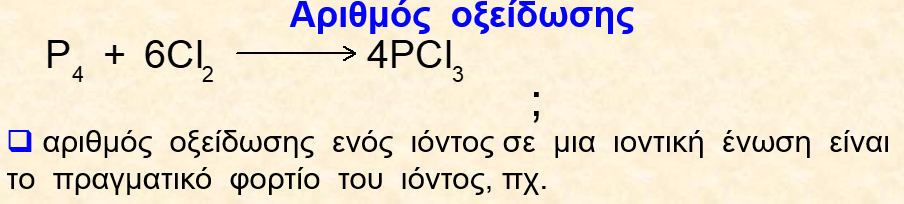 Αριθμός οξείδωσης
P4 + 6Cl2 → 4PCl3
;
❑ αριθμός οξείδωσης ενός ιόντος σε μια ιοντική ένωση είναι
το πραγματικό φορτίο του ιόντος, πχ.